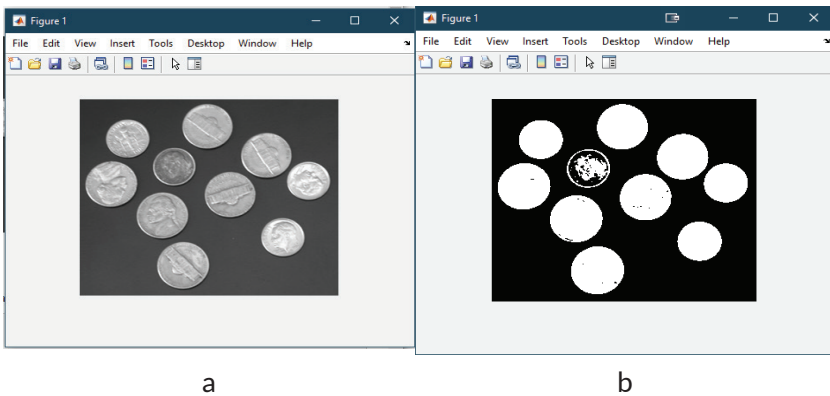 Figure 1
File Edit View Insert Tools Desktop Window Help
Figure 1
File Edit View Insert Tools Desktop Window Help
a
b